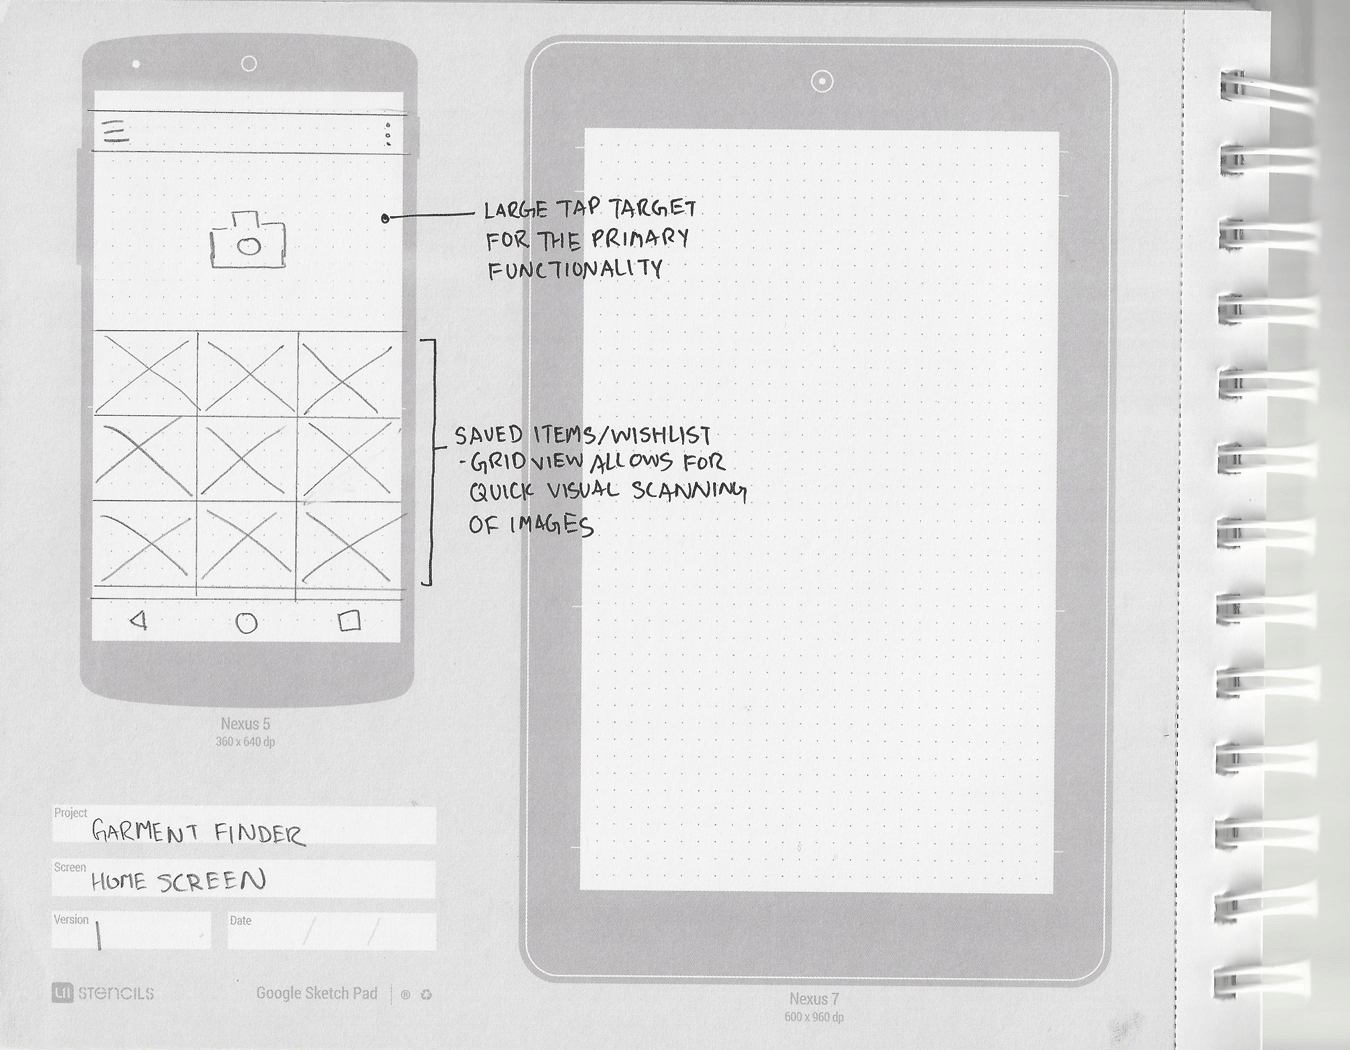 LARGE TAP TARGET
FOR THE PRIMARY
FUNCTIONALITY
SAVED ITEMS/WISHLIST
-GRID VIEW ALLOWS FOR
QUICK VISUAL SCANNING
OF IMAGES
Nexus 5
360 x 640 dp
Project
GARMENT FINDER
Screen
HOME SCREEN
Version
1
Date
/ /
UI STENCILS
Google Sketch Pad
Nexus 7
600 x 960 dp